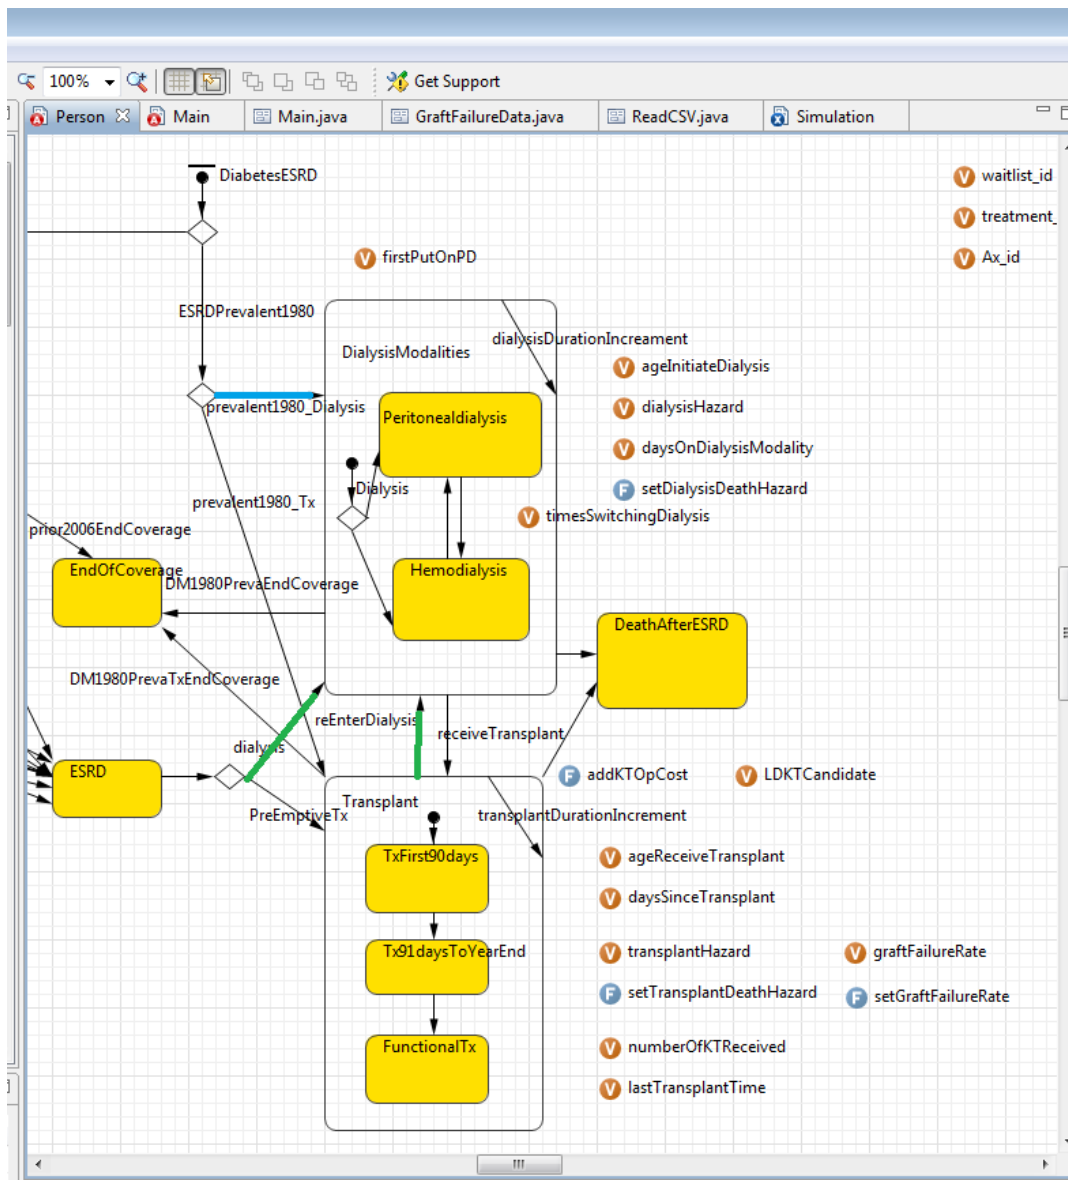 100%
Get Support
Person
Main
Main.java
GraftFailureData.java
ReadCSV.java
Simulation
DiabetesESRD
waitlist_id
treatment_
Ax_id
firstPutOnPD
ESRDPrevalent1980
dialysisDurationIncreament
DialysisModalities
ageInitiateDialysis
prevalent1980_Dialysis
Peritonealdialysis
dialysisHazard
daysOnDialysisModality
Dialysis
setDialysisDeathHazard
prevalent1980_Tx
timesSwitchingDialysis
prior2006EndCoverage
EndOfCoverage
DM1980PrevaEndCoverage
Hemodialysis
DeathAfterESRD
DM1980PrevaTxEndCoverage
reEnterDialysis
receiveTransplant
dialysis
ESRD
addKTOpCost
LDKTCandidate
PreEmptiveTx
Transplant
transplantDurationIncrement
TxFirst90days
ageReceiveTransplant
daysSinceTransplant
Tx91daysToYearEnd
transplantHazard
graftFailureRate
setTransplantDeathHazard
setGraftFailureRate
FunctionalTx
numberOfKTReceived
lastTransplantTime